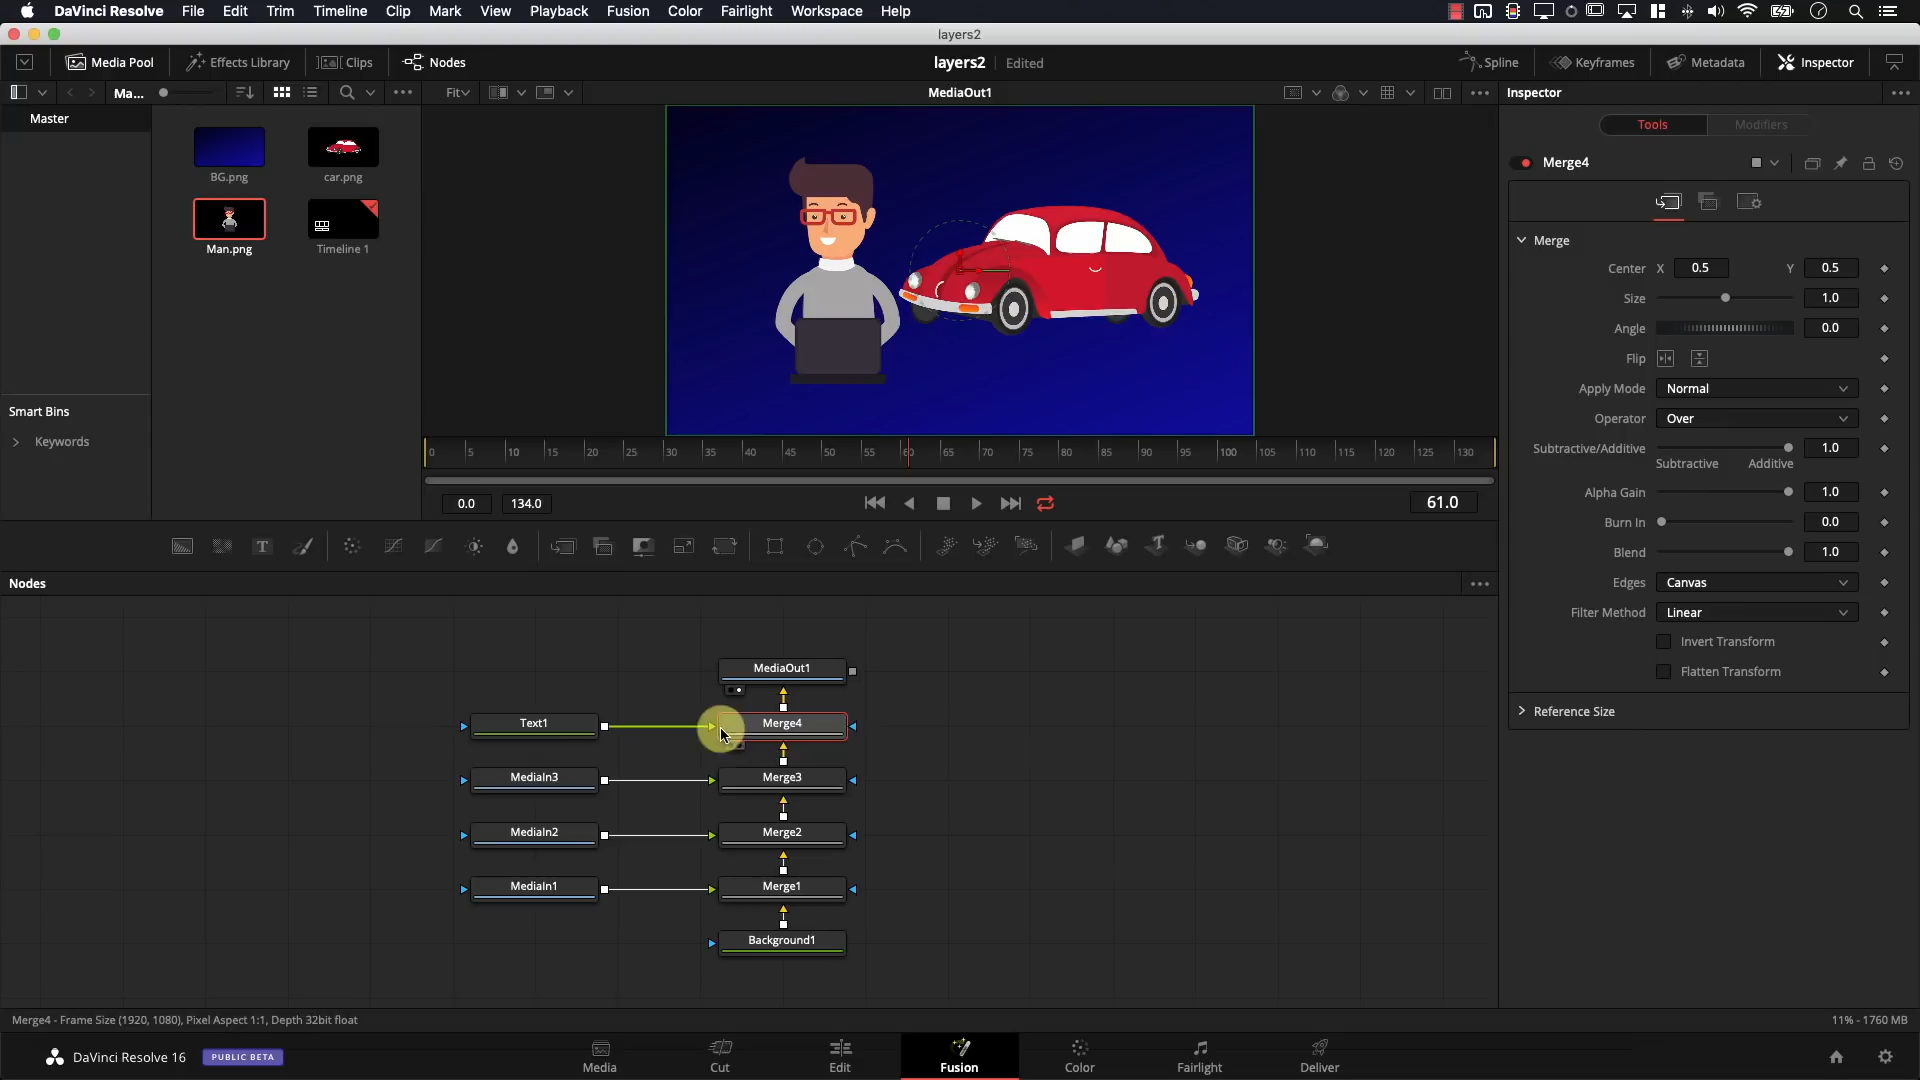 DaVinci Resolve File Edit Trim Timeline Clip Mark View Playback Fusion Color Fairlight Workspace Help
layers2
Media Pool Effects Library Clips Nodes layers2 Edited Spline Keyframes Metadata Inspector
Ma... Fit MediaOut1 Inspector
Master
BG.png car.png
Man.png Timeline 1
Smart Bins
Keywords
Tools Modifiers
Merge4
Merge
Center X 0.5 Y 0.5
Size 1.0
Angle 0.0
Flip
Apply Mode Normal
Operator Over
Subtractive/Additive 1.0
Subtractive Additive
Alpha Gain 1.0
Burn In 0.0
Blend 1.0
Edges Canvas
Filter Method Linear
Invert Transform
Flatten Transform
Reference Size
0 5 10 15 20 25 30 35 40 45 50 55 60 65 70 75 80 85 90 95 100 105 110 115 120 125 130
0.0 134.0 61.0
Nodes
MediaOut1
Text1 Merge4
MediaIn3 Merge3
MediaIn2 Merge2
MediaIn1 Merge1
Background1
Merge4 - Frame Size (1920, 1080), Pixel Aspect 1:1, Depth 32bit float 11% - 1760 MB
DaVinci Resolve 16 PUBLIC BETA Media Cut Edit Fusion Color Fairlight Deliver